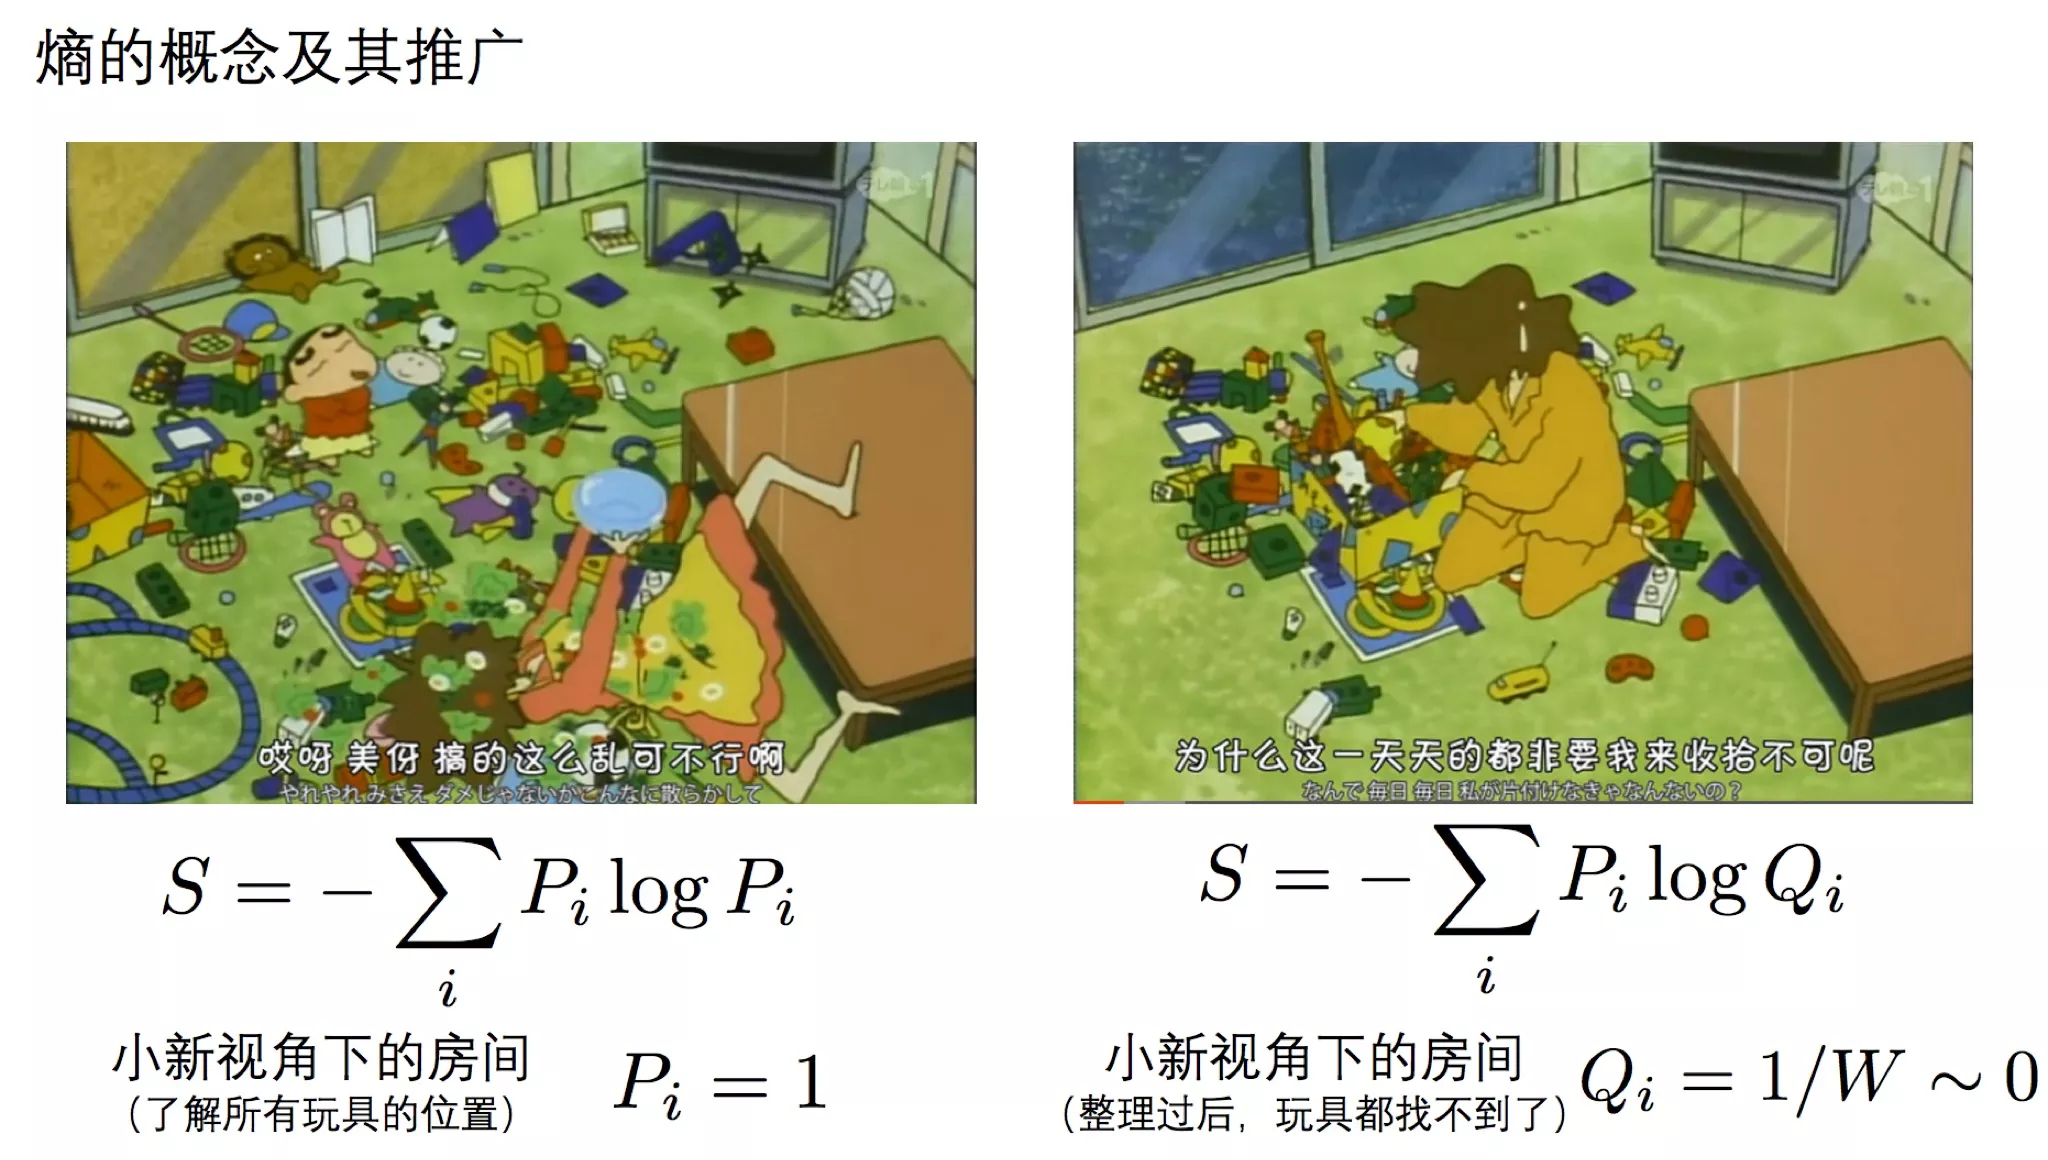 熵的概念及其推广
哎呀 美伢 搞的这么乱可不行啊
やれやれ みさえ ダメじゃないか こんなに散らかして
S = − ∑_i P_i log P_i
小新视角下的房间
（了解所有玩具的位置）
P_i = 1
为什么这一天天的都非要我来收拾不可呢
なんで 毎日 毎日 私が片付けなきゃなんないの？
S = − ∑_i P_i log Q_i
小新视角下的房间
（整理过后，玩具都找不到了）
Q_i = 1/W ∼ 0